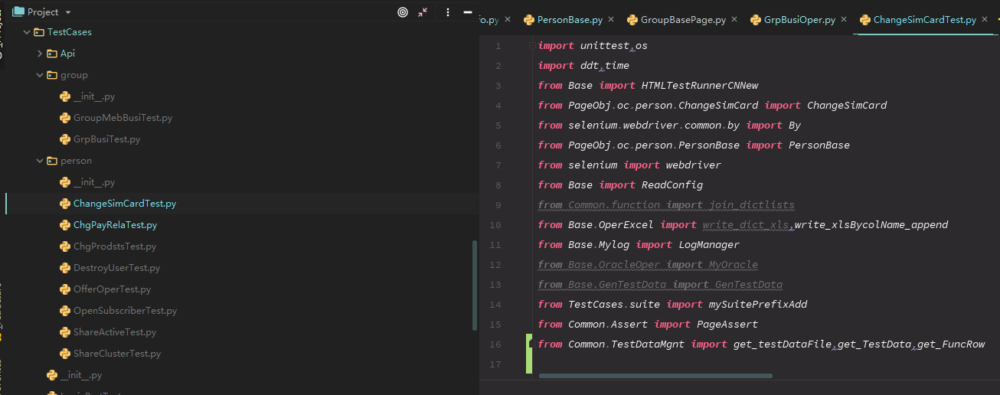 Project
TestCases
Api
group
__init__.py
GroupMebBusiTest.py
GrpBusiTest.py
person
__init__.py
ChangeSimCardTest.py
ChgPayRelaTest.py
ChgProdstsTest.py
DestroyUserTest.py
OfferOperTest.py
OpenSubscriberTest.py
ShareActiveTest.py
ShareClusterTest.py
__init__.py
fo.py PersonBase.py GroupBasePage.py GrpBusiOper.py ChangeSimCardTest.py
1 import unittest,os
2 import ddt,time
3 from Base import HTMLTestRunnerCNNew
4 from PageObj.oc.person.ChangeSimCard import ChangeSimCard
5 from selenium.webdriver.common.by import By
6 from PageObj.oc.person.PersonBase import PersonBase
7 from selenium import webdriver
8 from Base import ReadConfig
9 from Common.function import join_dictlists
10 from Base.OperExcel import write_dict_xls,write_xlsBycolName_append
11 from Base.Mylog import LogManager
12 from Base.OracleOper import MyOracle
13 from Base.GenTestData import GenTestData
14 from TestCases.suite import mySuitePrefixAdd
15 from Common.Assert import PageAssert
16 from Common.TestDataMgnt import get_testDataFile,get_TestData,get_FuncRow
17